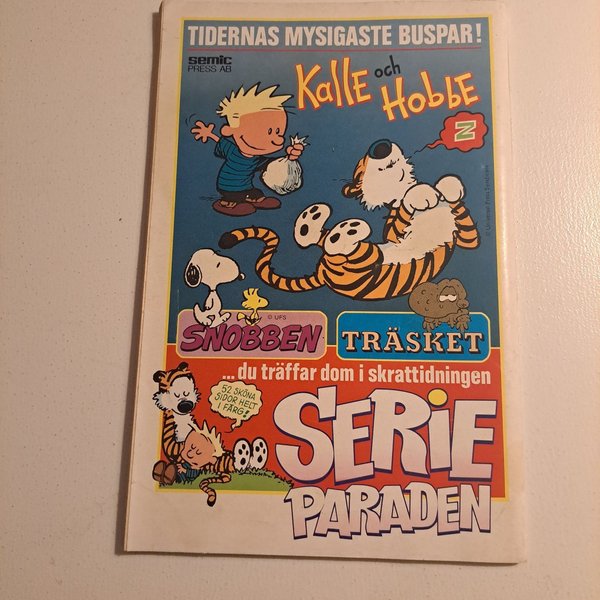 TIDERNAS MYSIGASTE BUSPAR!
semic
PRESS AB
Kalle och
Hobbe
Z
© UFS
SNOBBEN
TRÄSKET
...du träffar dom i skrattidningen
52 SKÖNA
SIDOR HELT
I FÄRG!
SERIE
PARADEN